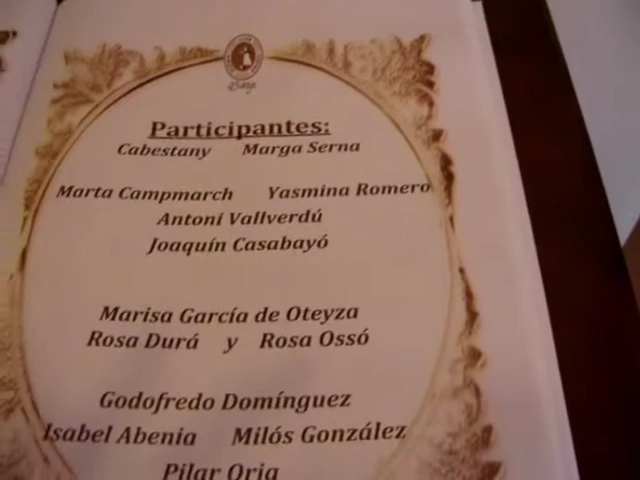 Participantes:
Cabestany Marga Serna
Marta Campmarch Yasmina Romero
Antoni Vallverdú
Joaquín Casabayó
Marisa García de Oteyza
Rosa Durá y Rosa Ossó
Godofredo Domínguez
Isabel Abenia Milós González
Pilar Oria